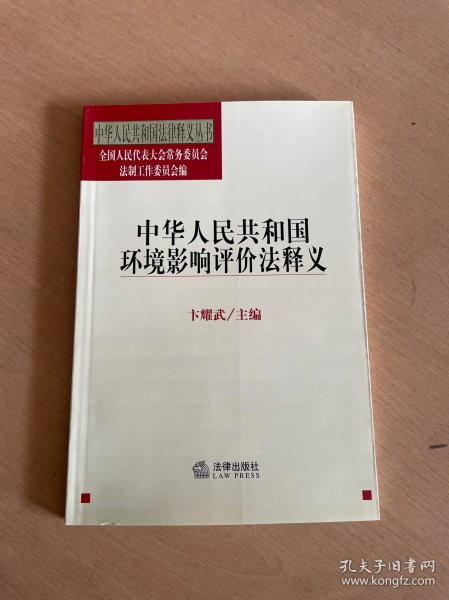 中华人民共和国法律释义丛书
全国人民代表大会常务委员会
法制工作委员会编
中华人民共和国
环境影响评价法释义
卞耀武/主编
法律出版社
LAW PRESS
孔夫子旧书网
www.kongfz.com